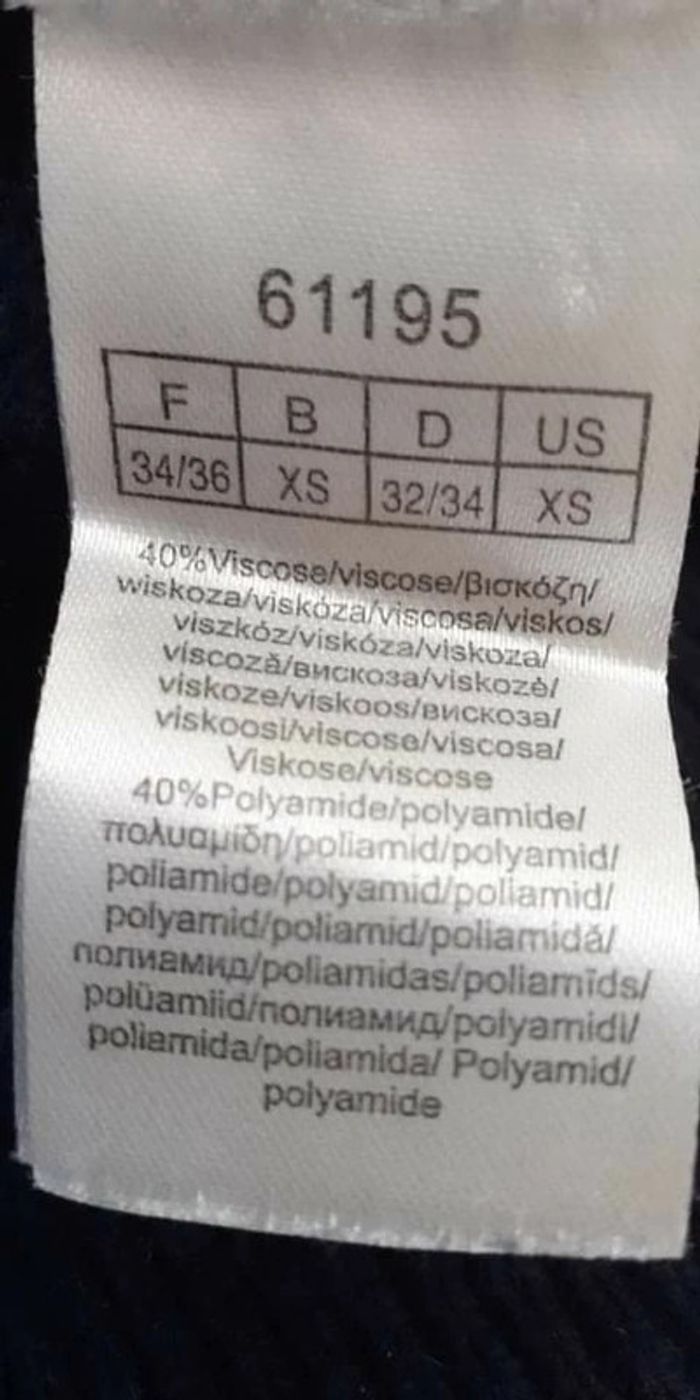 61195
F B D US
34/36 XS 32/34 XS
40%Viscose/viscose/βισκόζη/
wiskoza/viskóza/viscosa/viskos/
viszkóz/viskóza/viskoza/
viscoză/вискоза/viskozė/
viskoze/viskoos/вискоза/
viskoosi/viscose/viscosa/
Viskose/viscose
40%Polyamide/polyamide/
πολυαμίδη/poliamid/polyamid/
poliamide/polyamid/poliamid/
polyamid/poliamid/poliamidă/
полиамид/poliamidas/poliamīds/
polüamiid/полиамид/polyamidi/
poliamida/poliamida/ Polyamid/
polyamide